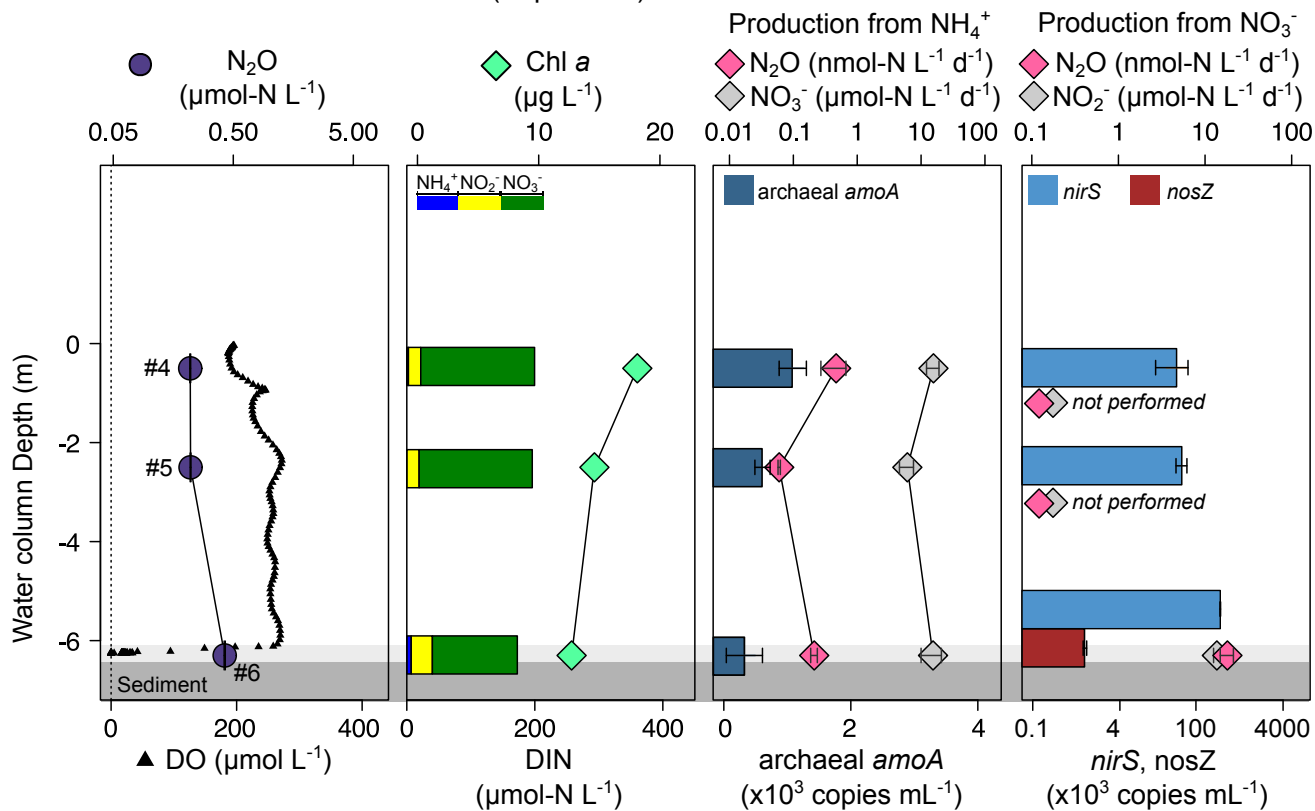 Production from NH₄⁺
Production from NO₃⁻
N₂O
(µmol-N L⁻¹)
Chl a
(µg L⁻¹)
N₂O (nmol-N L⁻¹ d⁻¹)
NO₃⁻ (µmol-N L⁻¹ d⁻¹)
N₂O (nmol-N L⁻¹ d⁻¹)
NO₂⁻ (µmol-N L⁻¹ d⁻¹)
0.05 0.50 5.00
0 10 20
0.01 0.1 1 10 100
0.1 1 10 100
NH₄⁺ NO₂⁻ NO₃⁻
archaeal amoA
nirS nosZ
Water column Depth (m)
0
-2
-4
-6
#4
#5
#6
Sediment
not performed
not performed
0 200 400
0 200 400
0 2 4
0.1 4 100 4000
DO (µmol L⁻¹)
DIN
(µmol-N L⁻¹)
archaeal amoA
(x10³ copies mL⁻¹)
nirS, nosZ
(x10³ copies mL⁻¹)